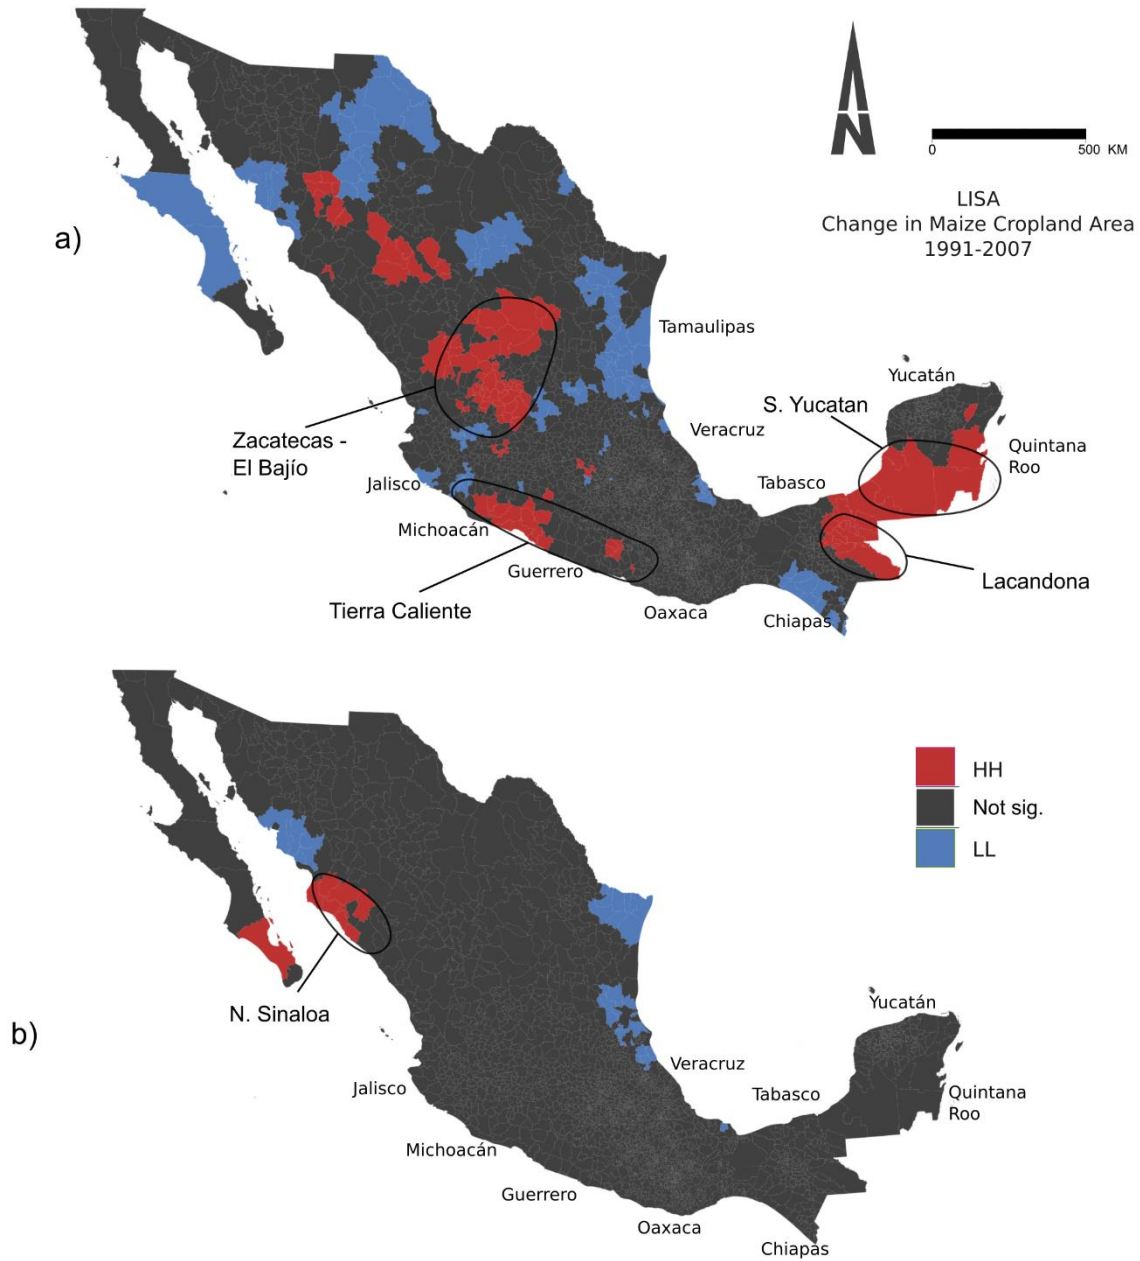 0 500 KM
LISA
Change in Maize Cropland Area
1991-2007
a)
Tamaulipas
Yucatán
S. Yucatan
Zacatecas -
El Bajío
Veracruz
Quintana
Roo
Jalisco
Tabasco
Michoacán
Guerrero
Lacandona
Tierra Caliente
Oaxaca
Chiapas
HH
Not sig.
LL
N. Sinaloa
b)
Yucatán
Veracruz
Jalisco
Tabasco
Quintana
Roo
Michoacán
Guerrero
Oaxaca
Chiapas